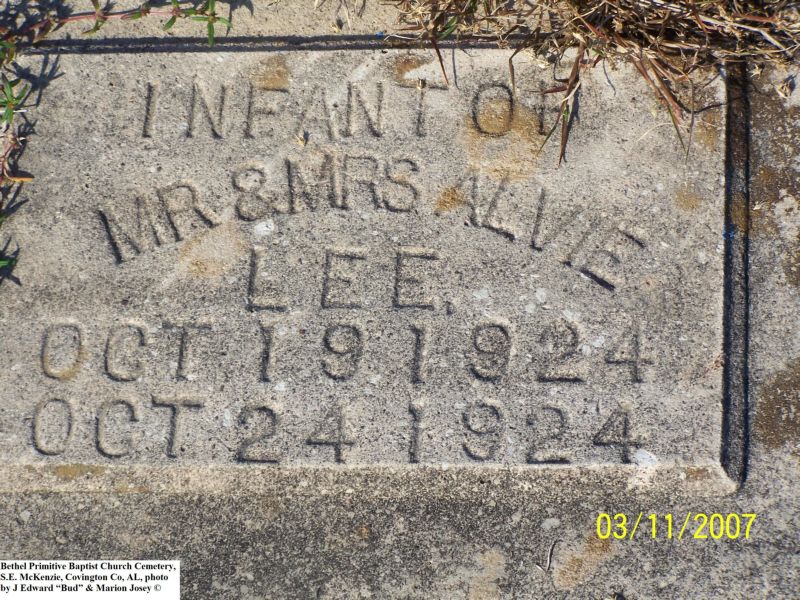 INFANT OF
MR & MRS ALVIE
LEE.
OCT 19 1924
OCT 24 1924
03/11/2007
Bethel Primitive Baptist Church Cemetery,
S.E. McKenzie, Covington Co, AL, photo
by J Edward “Bud” & Marion Josey ©